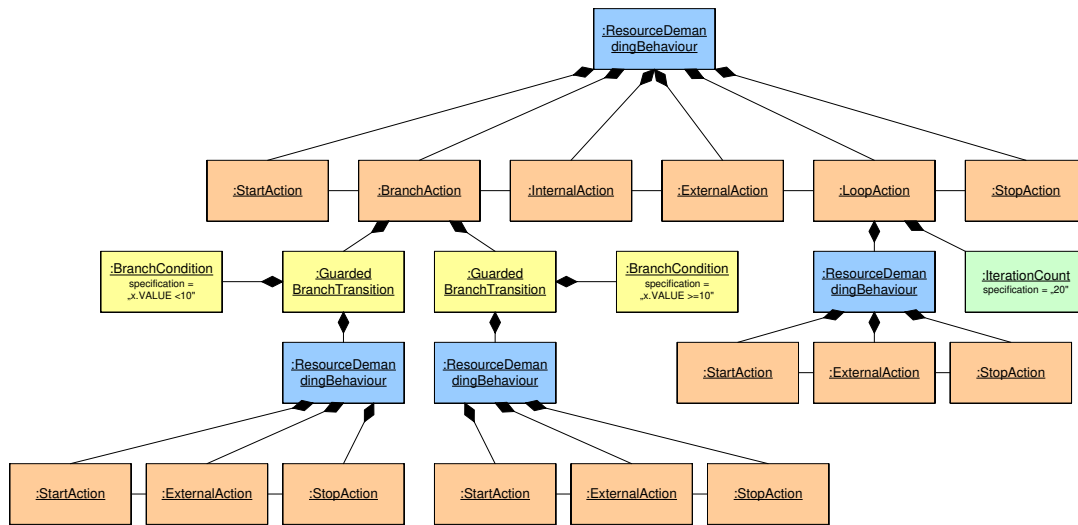 :ResourceDeman
dingBehaviour
:StartAction
:BranchAction
:InternalAction
:ExternalAction
:LoopAction
:StopAction
:BranchCondition
specification =
„x.VALUE <10"
:Guarded
BranchTransition
:Guarded
BranchTransition
:BranchCondition
specification =
„x.VALUE >=10"
:ResourceDeman
dingBehaviour
:IterationCount
specification = „20"
:ResourceDeman
dingBehaviour
:ResourceDeman
dingBehaviour
:StartAction
:ExternalAction
:StopAction
:StartAction
:ExternalAction
:StopAction
:StartAction
:ExternalAction
:StopAction